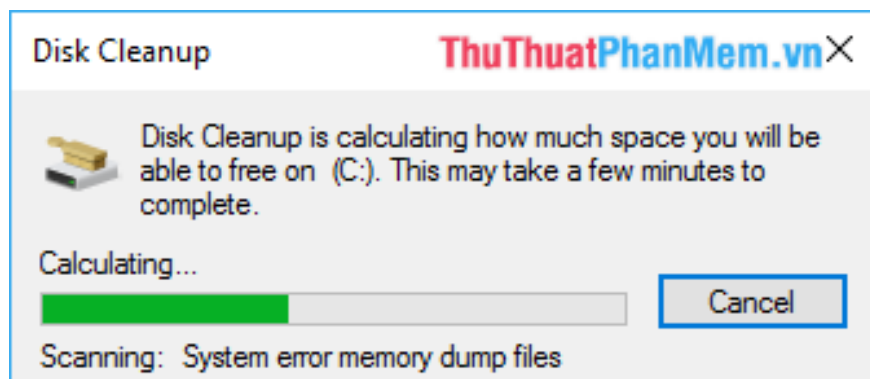 Disk Cleanup
ThuThuatPhanMem.vn
Disk Cleanup is calculating how much space you will be
able to free on  (C:). This may take a few minutes to
complete.
Calculating...
Cancel
Scanning:  System error memory dump files